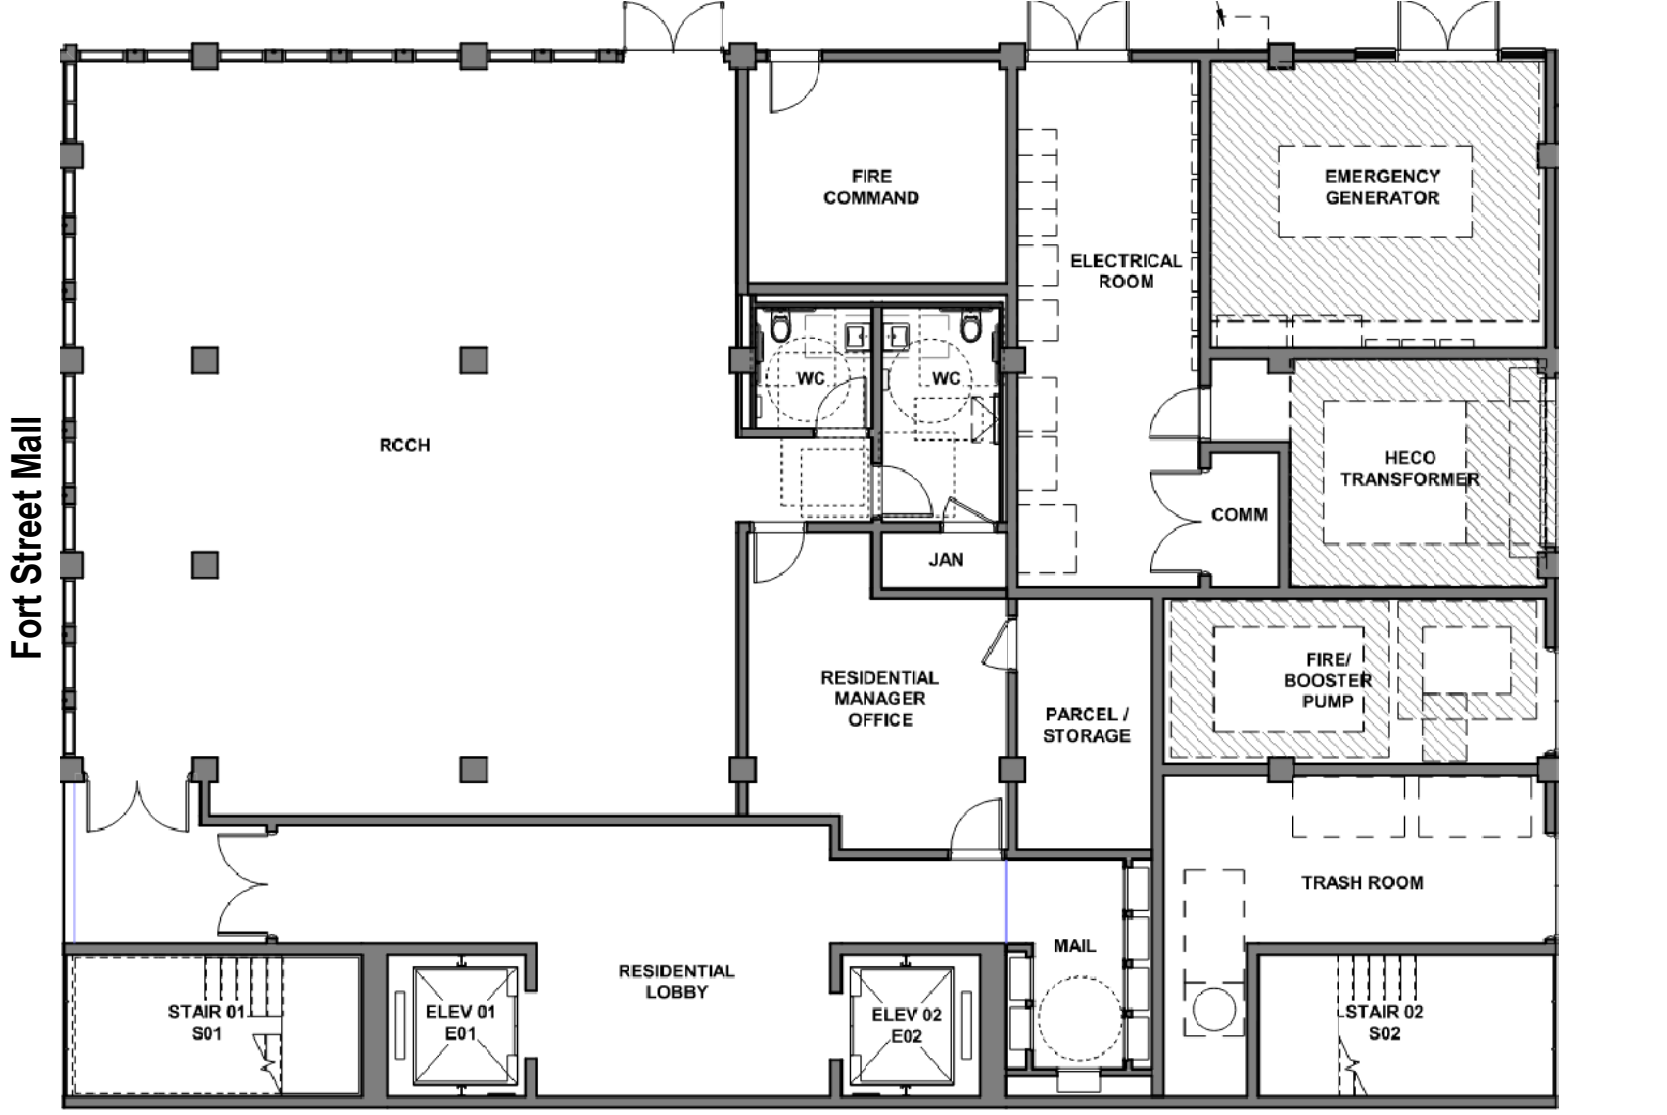 Fort Street Mall
FIRE
COMMAND
EMERGENCY
GENERATOR
ELECTRICAL
ROOM
WC
WC
RCCH
HECO
TRANSFORMER
COMM
JAN
RESIDENTIAL
MANAGER
OFFICE
FIRE/
BOOSTER
PUMP
PARCEL /
STORAGE
TRASH ROOM
MAIL
RESIDENTIAL
LOBBY
STAIR 01
S01
ELEV 01
E01
ELEV 02
E02
STAIR 02
S02